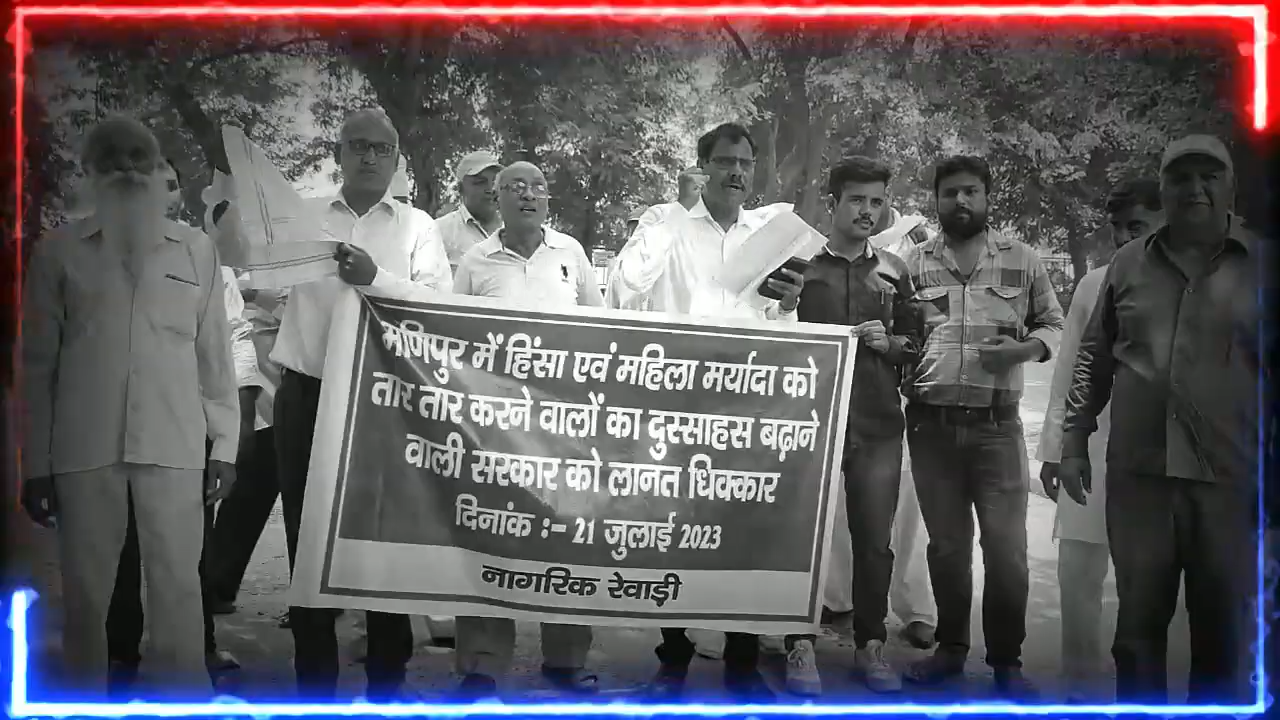 मणिपुर में हिंसा एवं महिला मर्यादा को
तार तार करने वालों का दुस्साहस बढ़ाने
वाली सरकार को लानत धिक्कार
दिनांक :- 21 जुलाई 2023
नागरिक रेवाड़ी